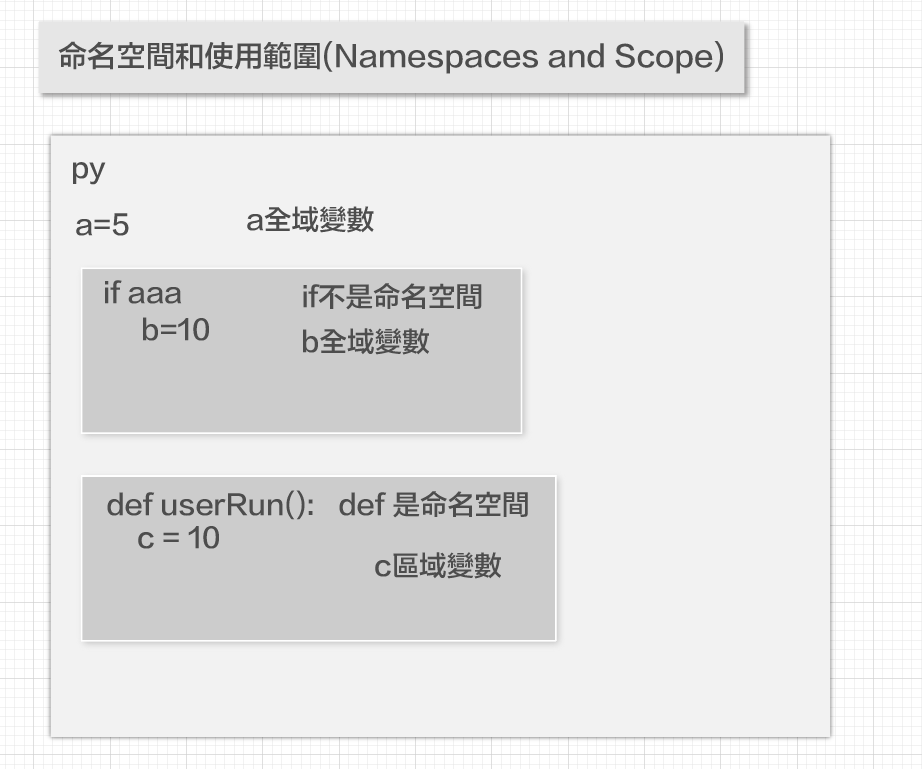 命名空間和使用範圍(Namespaces and Scope)
py
a=5 a全域變數
if aaa if不是命名空間
b=10 b全域變數
def userRun(): def 是命名空間
c = 10
c區域變數